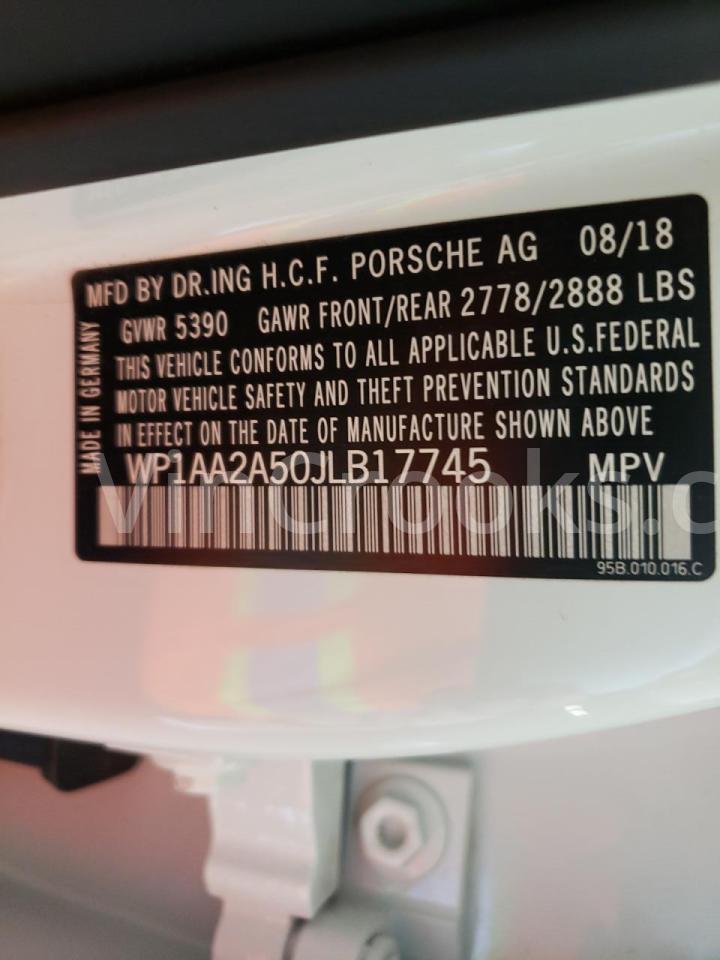 MFD BY DR.ING H.C.F. PORSCHE AG 08/18
GVWR 5390 GAWR FRONT/REAR 2778/2888 LBS
THIS VEHICLE CONFORMS TO ALL APPLICABLE U.S.FEDERAL
MOTOR VEHICLE SAFETY AND THEFT PREVENTION STANDARDS
IN EFFECT ON THE DATE OF MANUFACTURE SHOWN ABOVE
WP1AA2A50JLB17745 MPV
95B.010.016.C
MADE IN GERMANY
VinCrooks.c